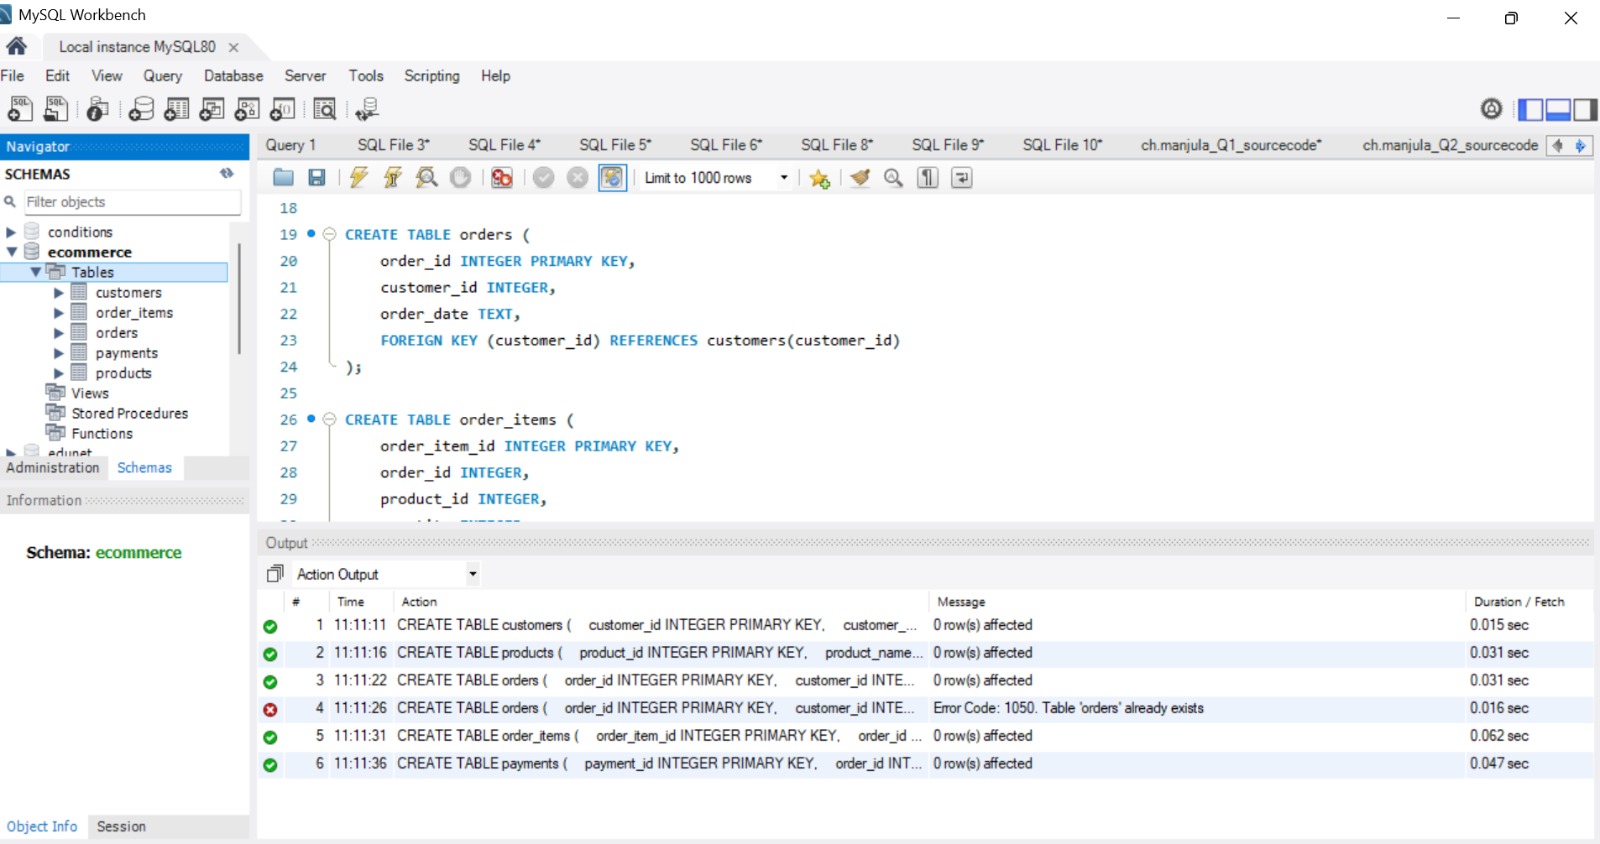 MySQL Workbench
Local instance MySQL80
File Edit View Query Database Server Tools Scripting Help
Navigator
SCHEMAS
Filter objects
conditions
ecommerce
Tables
customers
order_items
orders
payments
products
Views
Stored Procedures
Functions
edunet
Administration Schemas
Information
Schema: ecommerce
Object Info Session
Query 1 SQL File 3* SQL File 4* SQL File 5* SQL File 6* SQL File 8* SQL File 9* SQL File 10* ch.manjula_Q1_sourcecode* ch.manjula_Q2_sourcecode
Limit to 1000 rows
18
19 CREATE TABLE orders (
20 order_id INTEGER PRIMARY KEY,
21 customer_id INTEGER,
22 order_date TEXT,
23 FOREIGN KEY (customer_id) REFERENCES customers(customer_id)
24 );
25
26 CREATE TABLE order_items (
27 order_item_id INTEGER PRIMARY KEY,
28 order_id INTEGER,
29 product_id INTEGER,
Output
Action Output
# Time Action Message Duration / Fetch
1 11:11:11 CREATE TABLE customers ( customer_id INTEGER PRIMARY KEY, customer_... 0 row(s) affected 0.015 sec
2 11:11:16 CREATE TABLE products ( product_id INTEGER PRIMARY KEY, product_name... 0 row(s) affected 0.031 sec
3 11:11:22 CREATE TABLE orders ( order_id INTEGER PRIMARY KEY, customer_id INTE... 0 row(s) affected 0.031 sec
4 11:11:26 CREATE TABLE orders ( order_id INTEGER PRIMARY KEY, customer_id INTE... Error Code: 1050. Table 'orders' already exists 0.016 sec
5 11:11:31 CREATE TABLE order_items ( order_item_id INTEGER PRIMARY KEY, order_id ... 0 row(s) affected 0.062 sec
6 11:11:36 CREATE TABLE payments ( payment_id INTEGER PRIMARY KEY, order_id INT... 0 row(s) affected 0.047 sec